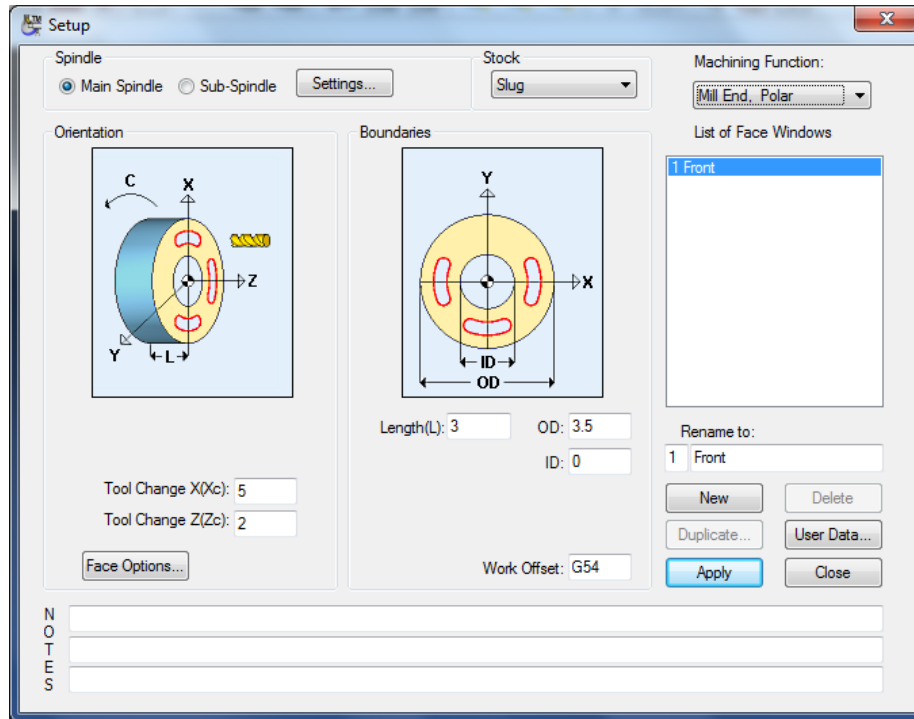 Setup
Spindle
Main Spindle
Sub-Spindle
Settings...
Stock
Slug
Machining Function:
Mill End, Polar
Orientation
C
X
Z
Y
L
Boundaries
Y
X
ID
OD
List of Face Windows
1 Front
Length(L): 3
OD: 3.5
ID: 0
Tool Change X(Xc): 5
Tool Change Z(Zc): 2
Face Options...
Work Offset: G54
Rename to:
1 Front
New
Delete
Duplicate...
User Data...
Apply
Close
NOTES